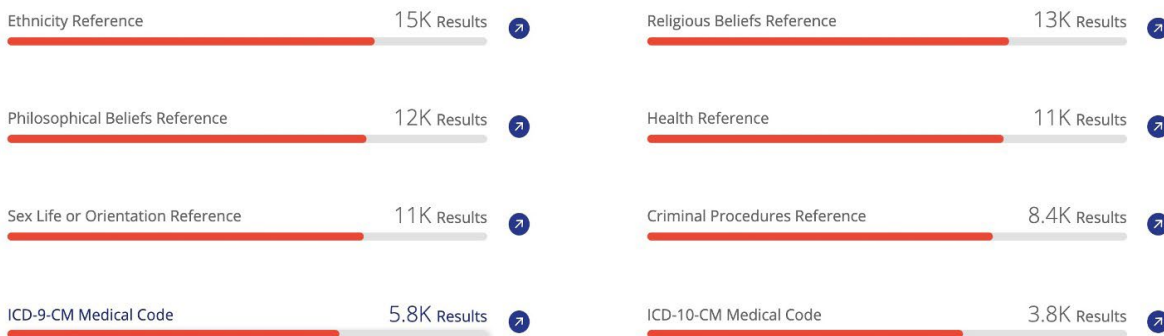 Ethnicity Reference 15K Results
Religious Beliefs Reference 13K Results
Philosophical Beliefs Reference 12K Results
Health Reference 11K Results
Sex Life or Orientation Reference 11K Results
Criminal Procedures Reference 8.4K Results
ICD-9-CM Medical Code 5.8K Results
ICD-10-CM Medical Code 3.8K Results